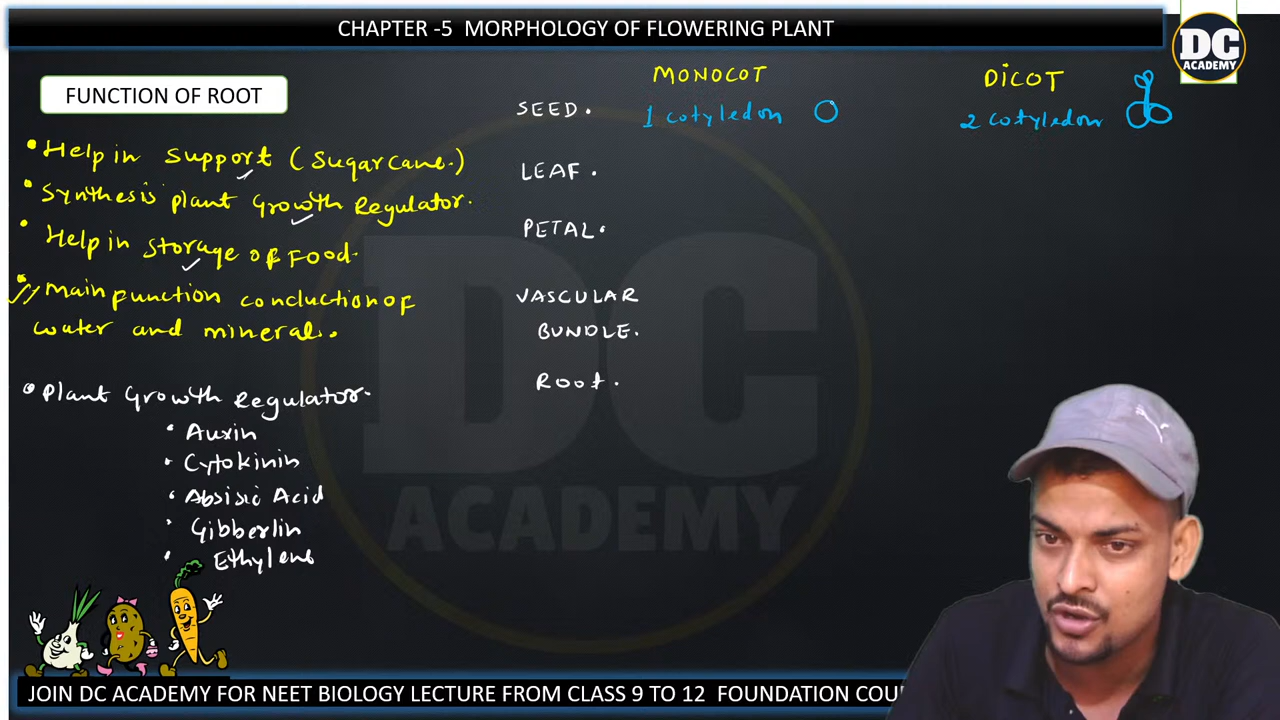 CHAPTER -5 MORPHOLOGY OF FLOWERING PLANT
DC
ACADEMY
FUNCTION OF ROOT
• Help in support (Sugarcane.)
• Synthesis plant Growth Regulator.
• Help in storage of Food.
• Main function conduction of
water and mineral.
• Plant Growth Regulator.
• Auxin
• Cytokinin
• Absisic Acid
• Gibberlin
• Ethylene
MONOCOT DICOT
SEED. 1 cotyledon 2 cotyledon
LEAF.
PETAL.
VASCULAR
BUNDLE.
Root.
DC
ACADEMY
JOIN DC ACADEMY FOR NEET BIOLOGY LECTURE FROM CLASS 9 TO 12 FOUNDATION COU